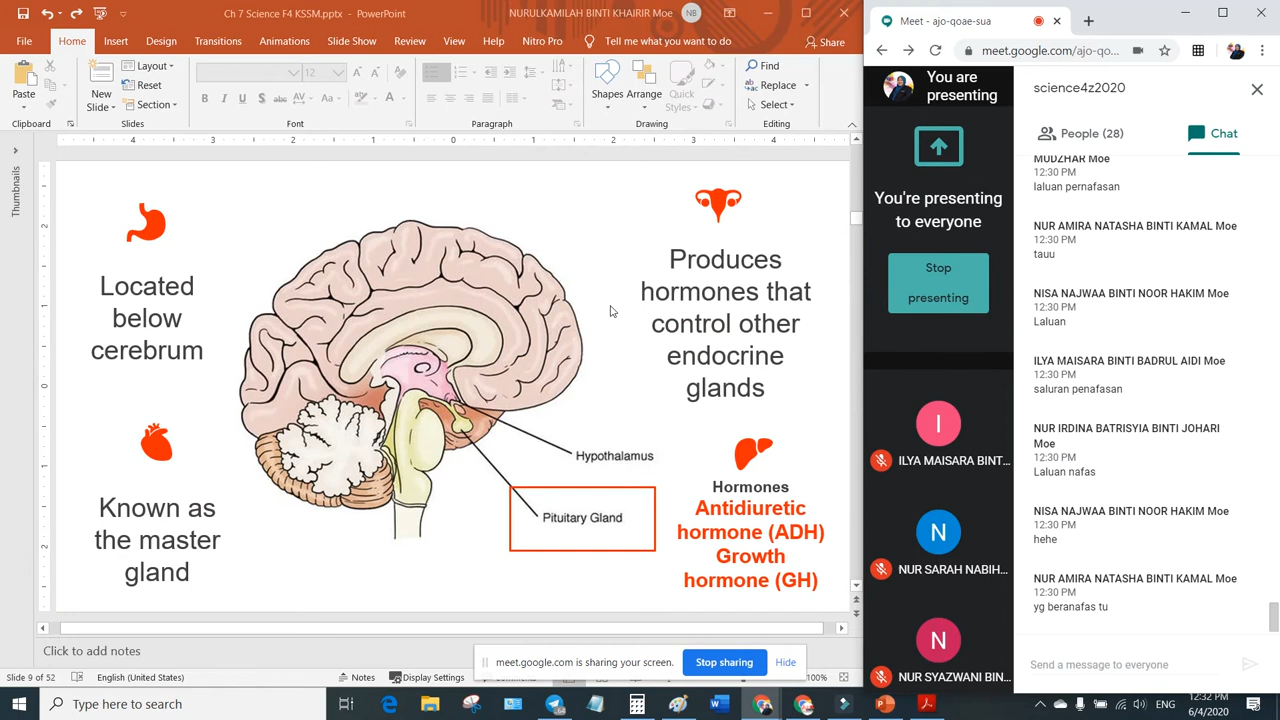 Ch 7 Science F4 KSSM.pptx
NURULKAMILAH BINTI KHAIRIR Moe
NB
File
Home
Insert
Design
Transitions
Animations
Slide Show
Review
View
Help
Nitro Pro
Tell me
Share
Paste
New
Slide
Layout
Reset
Section
B
I
U
S
abc
AV
Aa
A
Shapes
Arrange
Quick
Styles
Find
Replace
Select
Clipboard
Slides
Font
Paragraph
Drawing
Editing
Thumbnails
Located
below
cerebrum
Known as
the master
gland
Produces
hormones that
control other
endocrine
glands
Hypothalamus
Pituitary Gland
Hormones
Antidiuretic
hormone (ADH)
Growth
hormone (GH)
Click to add notes
Slide 9 of 52
English (United States)
Notes
Display Settings
100%
meet.google.com is sharing your screen.
Stop sharing
Hide
Type here to search
ENG
12:32 PM
6/4/2020
Meet - ajo-qoae-sua
meet.google.com/ajo-qo...
You are
presenting
You're presenting
to everyone
Stop
presenting
I
ILYA MAISARA BINT...
N
NUR SARAH NABIH...
N
NUR SYAZWANI BIN...
science4z2020
People (28)
Chat
MUDZHAR Moe
12:30 PM
laluan pernafasan
NUR AMIRA NATASHA BINTI KAMAL Moe
12:30 PM
tauu
NISA NAJWAA BINTI NOOR HAKIM Moe
12:30 PM
Laluan
ILYA MAISARA BINTI BADRUL AIDI Moe
12:30 PM
saluran penafasan
NUR IRDINA BATRISYIA BINTI JOHARI
Moe
12:30 PM
Laluan nafas
NISA NAJWAA BINTI NOOR HAKIM Moe
12:30 PM
hehe
NUR AMIRA NATASHA BINTI KAMAL Moe
12:30 PM
yg beranafas tu
Send a message to everyone